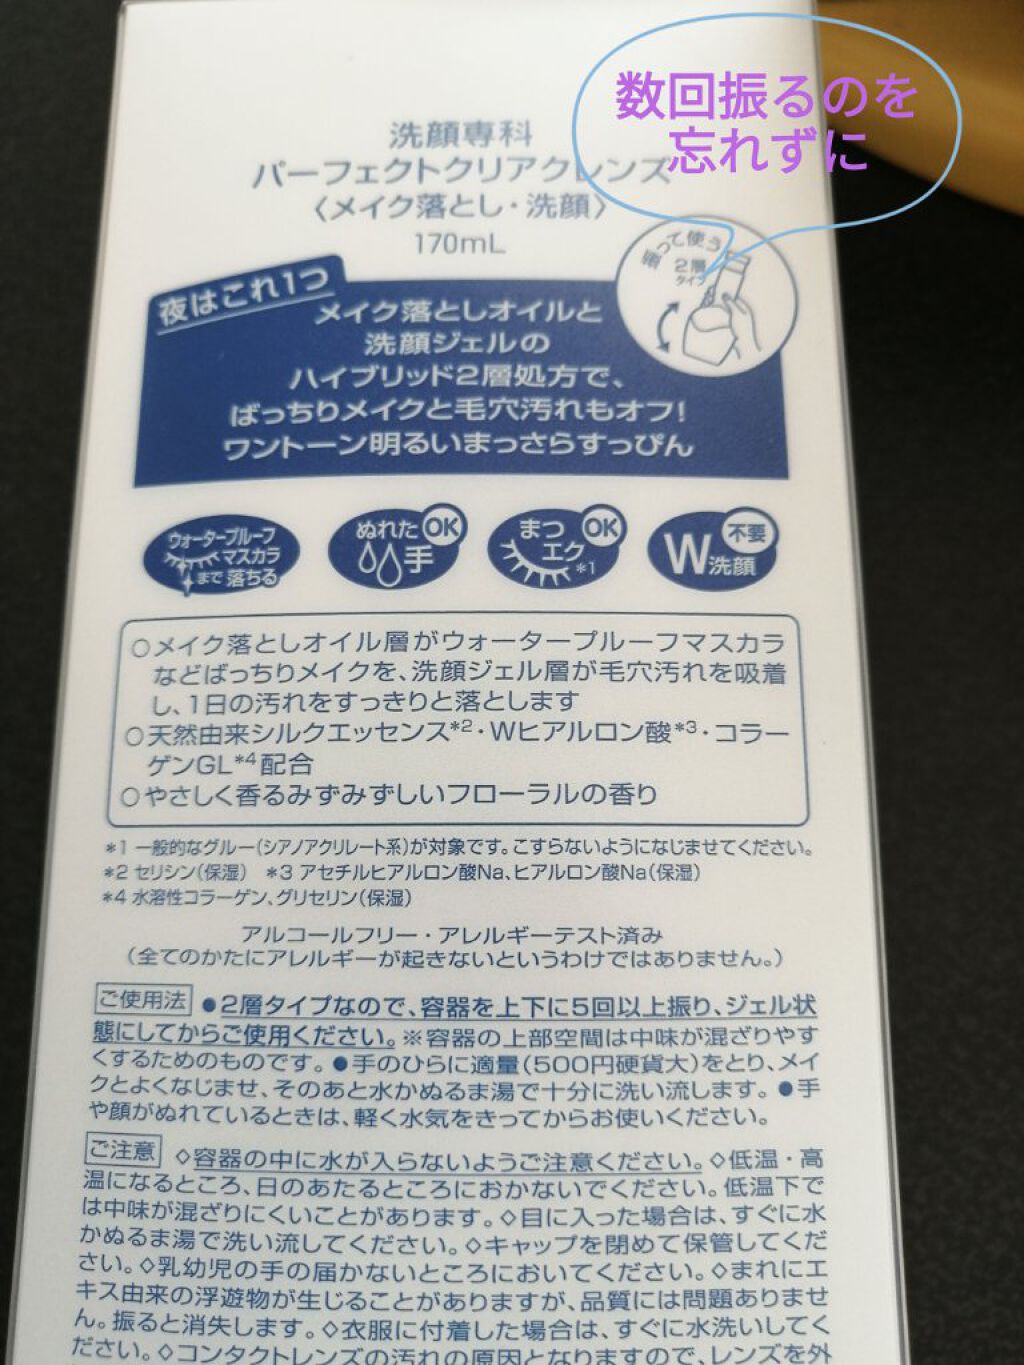 数回振るのを
忘れずに
洗顔専科
パーフェクトクリアクレンズ
〈メイク落とし・洗顔〉
170mL
振って使う
2層
タイプ
夜はこれ1つ
メイク落としオイルと
洗顔ジェルの
ハイブリッド2層処方で、
ばっちりメイクと毛穴汚れもオフ!
ワントーン明るいまっさらすっぴん
ウォータープルーフ
マスカラ
まで落ちる
ぬれた
手
OK
まつ
エク*1
OK
W洗顔
不要
○メイク落としオイル層がウォータープルーフマスカラ
などばっちりメイクを、洗顔ジェル層が毛穴汚れを吸着
し、1日の汚れをすっきりと落とします
○天然由来シルクエッセンス*2・Wヒアルロン酸*3・コラー
ゲンGL*4配合
○やさしく香るみずみずしいフローラルの香り
*1 一般的なグルー(シアノアクリレート系)が対象です。こすらないようになじませてください。
*2 セリシン(保湿) *3 アセチルヒアルロン酸Na、ヒアルロン酸Na(保湿)
*4 水溶性コラーゲン、グリセリン(保湿)
アルコールフリー・アレルギーテスト済み
(全てのかたにアレルギーが起きないというわけではありません。)
ご使用法 ●2層タイプなので、容器を上下に5回以上振り、ジェル状
態にしてからご使用ください。※容器の上部空間は中味が混ざりやす
くするためのものです。●手のひらに適量(500円硬貨大)をとり、メイ
クとよくなじませ、そのあと水かぬるま湯で十分に洗い流します。●手
や顔がぬれているときは、軽く水気をきってからお使いください。
ご注意 ◇容器の中に水が入らないようご注意ください。◇低温・高
温になるところ、日のあたるところにおかないでください。低温下で
は中味が混ざりにくいことがあります。◇目に入った場合は、すぐに水
かぬるま湯で洗い流してください。◇キャップを閉めて保管してくだ
さい。◇乳幼児の手の届かないところにおいてください。◇まれにエ
キス由来の浮遊物が生じることがありますが、品質には問題ありませ
ん。振ると消失します。◇衣服に付着した場合は、すぐに水洗いしてく
ださい。◇コンタクトレンズの汚れの原因となりますので、レンズを外